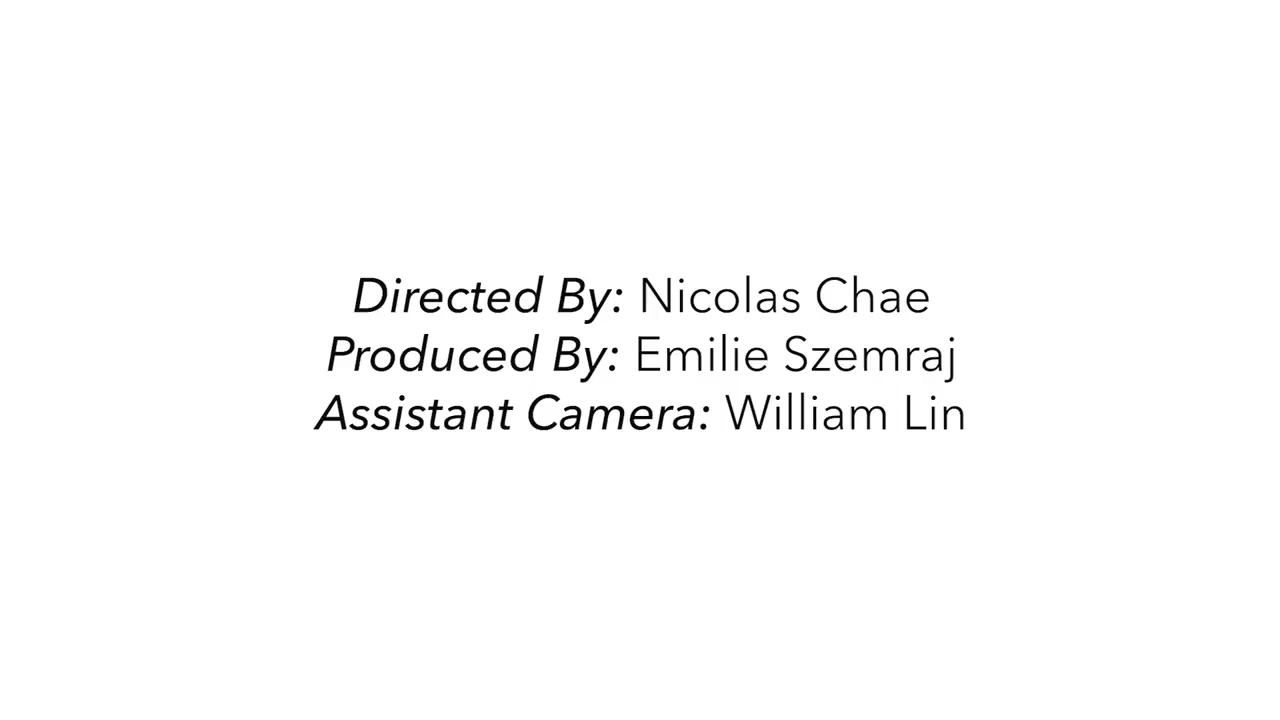 Directed By: Nicolas Chae
Produced By: Emilie Szemraj
Assistant Camera: William Lin